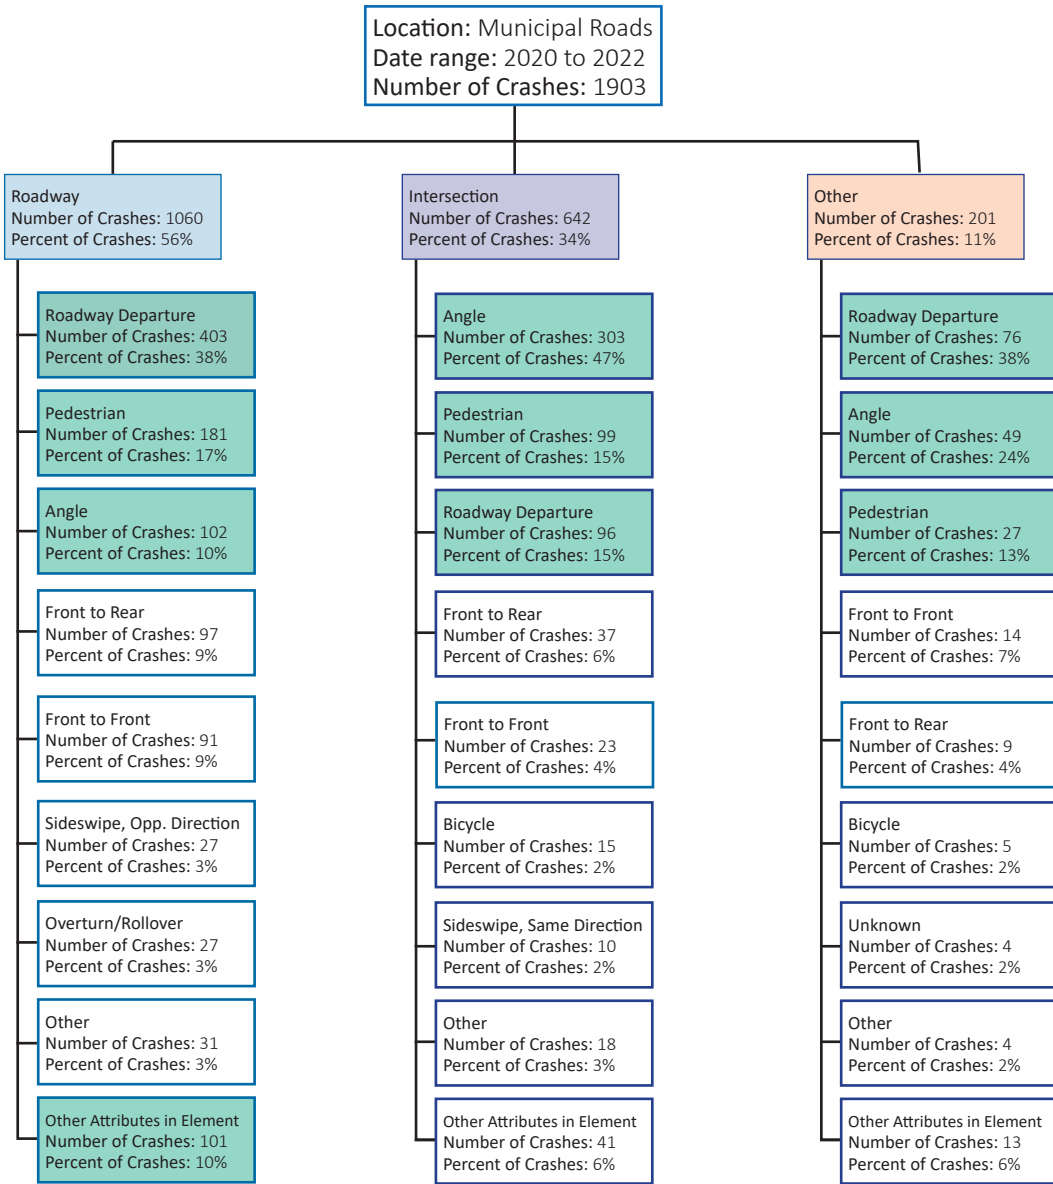 Location: Municipal Roads
Date range: 2020 to 2022
Number of Crashes: 1903
Roadway
Number of Crashes: 1060
Percent of Crashes: 56%
Roadway Departure
Number of Crashes: 403
Percent of Crashes: 38%
Pedestrian
Number of Crashes: 181
Percent of Crashes: 17%
Angle
Number of Crashes: 102
Percent of Crashes: 10%
Front to Rear
Number of Crashes: 97
Percent of Crashes: 9%
Front to Front
Number of Crashes: 91
Percent of Crashes: 9%
Sideswipe, Opp. Direction
Number of Crashes: 27
Percent of Crashes: 3%
Overturn/Rollover
Number of Crashes: 27
Percent of Crashes: 3%
Other
Number of Crashes: 31
Percent of Crashes: 3%
Other Attributes in Element
Number of Crashes: 101
Percent of Crashes: 10%
Intersection
Number of Crashes: 642
Percent of Crashes: 34%
Angle
Number of Crashes: 303
Percent of Crashes: 47%
Pedestrian
Number of Crashes: 99
Percent of Crashes: 15%
Roadway Departure
Number of Crashes: 96
Percent of Crashes: 15%
Front to Rear
Number of Crashes: 37
Percent of Crashes: 6%
Front to Front
Number of Crashes: 23
Percent of Crashes: 4%
Bicycle
Number of Crashes: 15
Percent of Crashes: 2%
Sideswipe, Same Direction
Number of Crashes: 10
Percent of Crashes: 2%
Other
Number of Crashes: 18
Percent of Crashes: 3%
Other Attributes in Element
Number of Crashes: 41
Percent of Crashes: 6%
Other
Number of Crashes: 201
Percent of Crashes: 11%
Roadway Departure
Number of Crashes: 76
Percent of Crashes: 38%
Angle
Number of Crashes: 49
Percent of Crashes: 24%
Pedestrian
Number of Crashes: 27
Percent of Crashes: 13%
Front to Front
Number of Crashes: 14
Percent of Crashes: 7%
Front to Rear
Number of Crashes: 9
Percent of Crashes: 4%
Bicycle
Number of Crashes: 5
Percent of Crashes: 2%
Unknown
Number of Crashes: 4
Percent of Crashes: 2%
Other
Number of Crashes: 4
Percent of Crashes: 2%
Other Attributes in Element
Number of Crashes: 13
Percent of Crashes: 6%